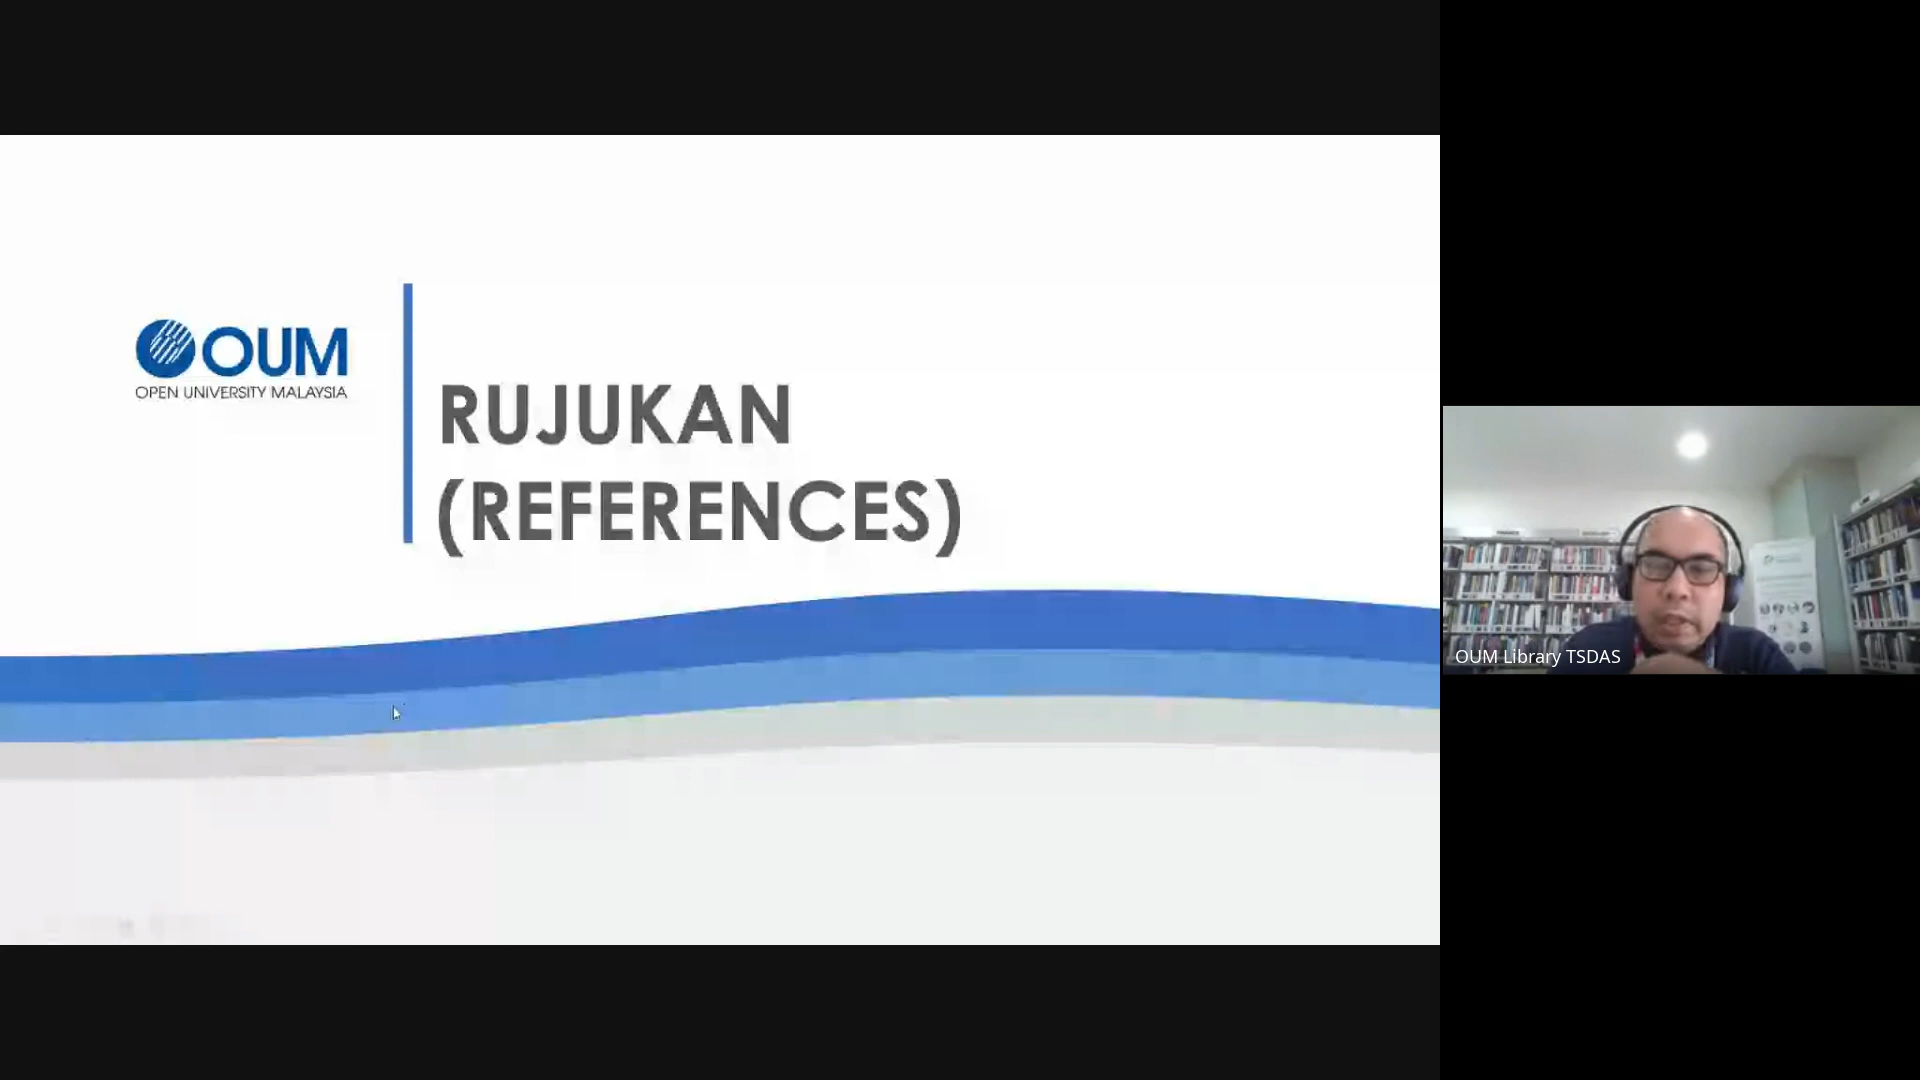 OUM
OPEN UNIVERSITY MALAYSIA
RUJUKAN
(REFERENCES)
OUM Library TSDAS